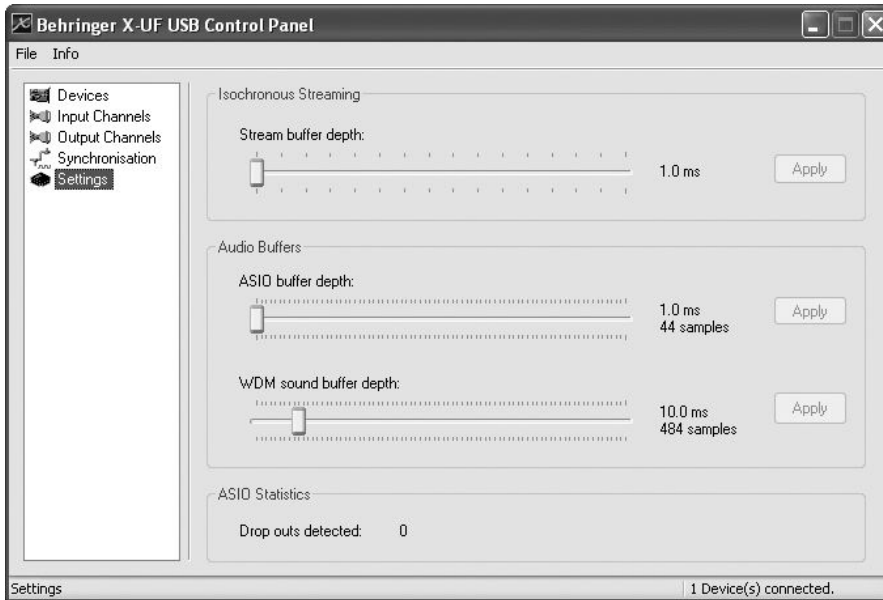 Behringer X-UF USB Control Panel
File Info
Devices
Input Channels
Output Channels
Synchronisation
Settings
Isochronous Streaming
Stream buffer depth:
1.0 ms
Apply
Audio Buffers
ASIO buffer depth:
1.0 ms
44 samples
Apply
WDM sound buffer depth:
10.0 ms
484 samples
Apply
ASIO Statistics
Drop outs detected: 0
Settings
1 Device(s) connected.